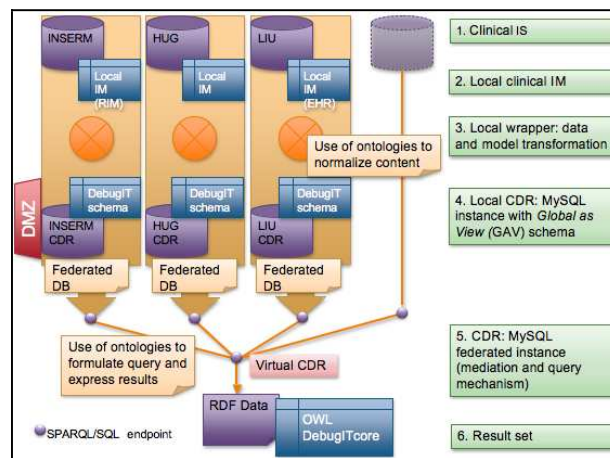 INSERM
HUG
LIU
Local
IM
(RIM)
Local
IM
Local
IM
(EHR)
Use of ontologies to
normalize content
DebugIT
schema
DebugIT
schema
DebugIT
schema
DMZ
INSERM
CDR
HUG
CDR
LIU
CDR
Federated
DB
Federated
DB
Federated
DB
Use of ontologies to
formulate query and
express results
Virtual CDR
RDF Data
OWL
DebugITcore
SPARQL/SQL endpoint
1. Clinical IS
2. Local clinical IM
3. Local wrapper: data
and model transformation
4. Local CDR: MySQL
instance with Global as
View (GAV) schema
5. CDR: MySQL
federated instance
(mediation and query
mechanism)
6. Result set